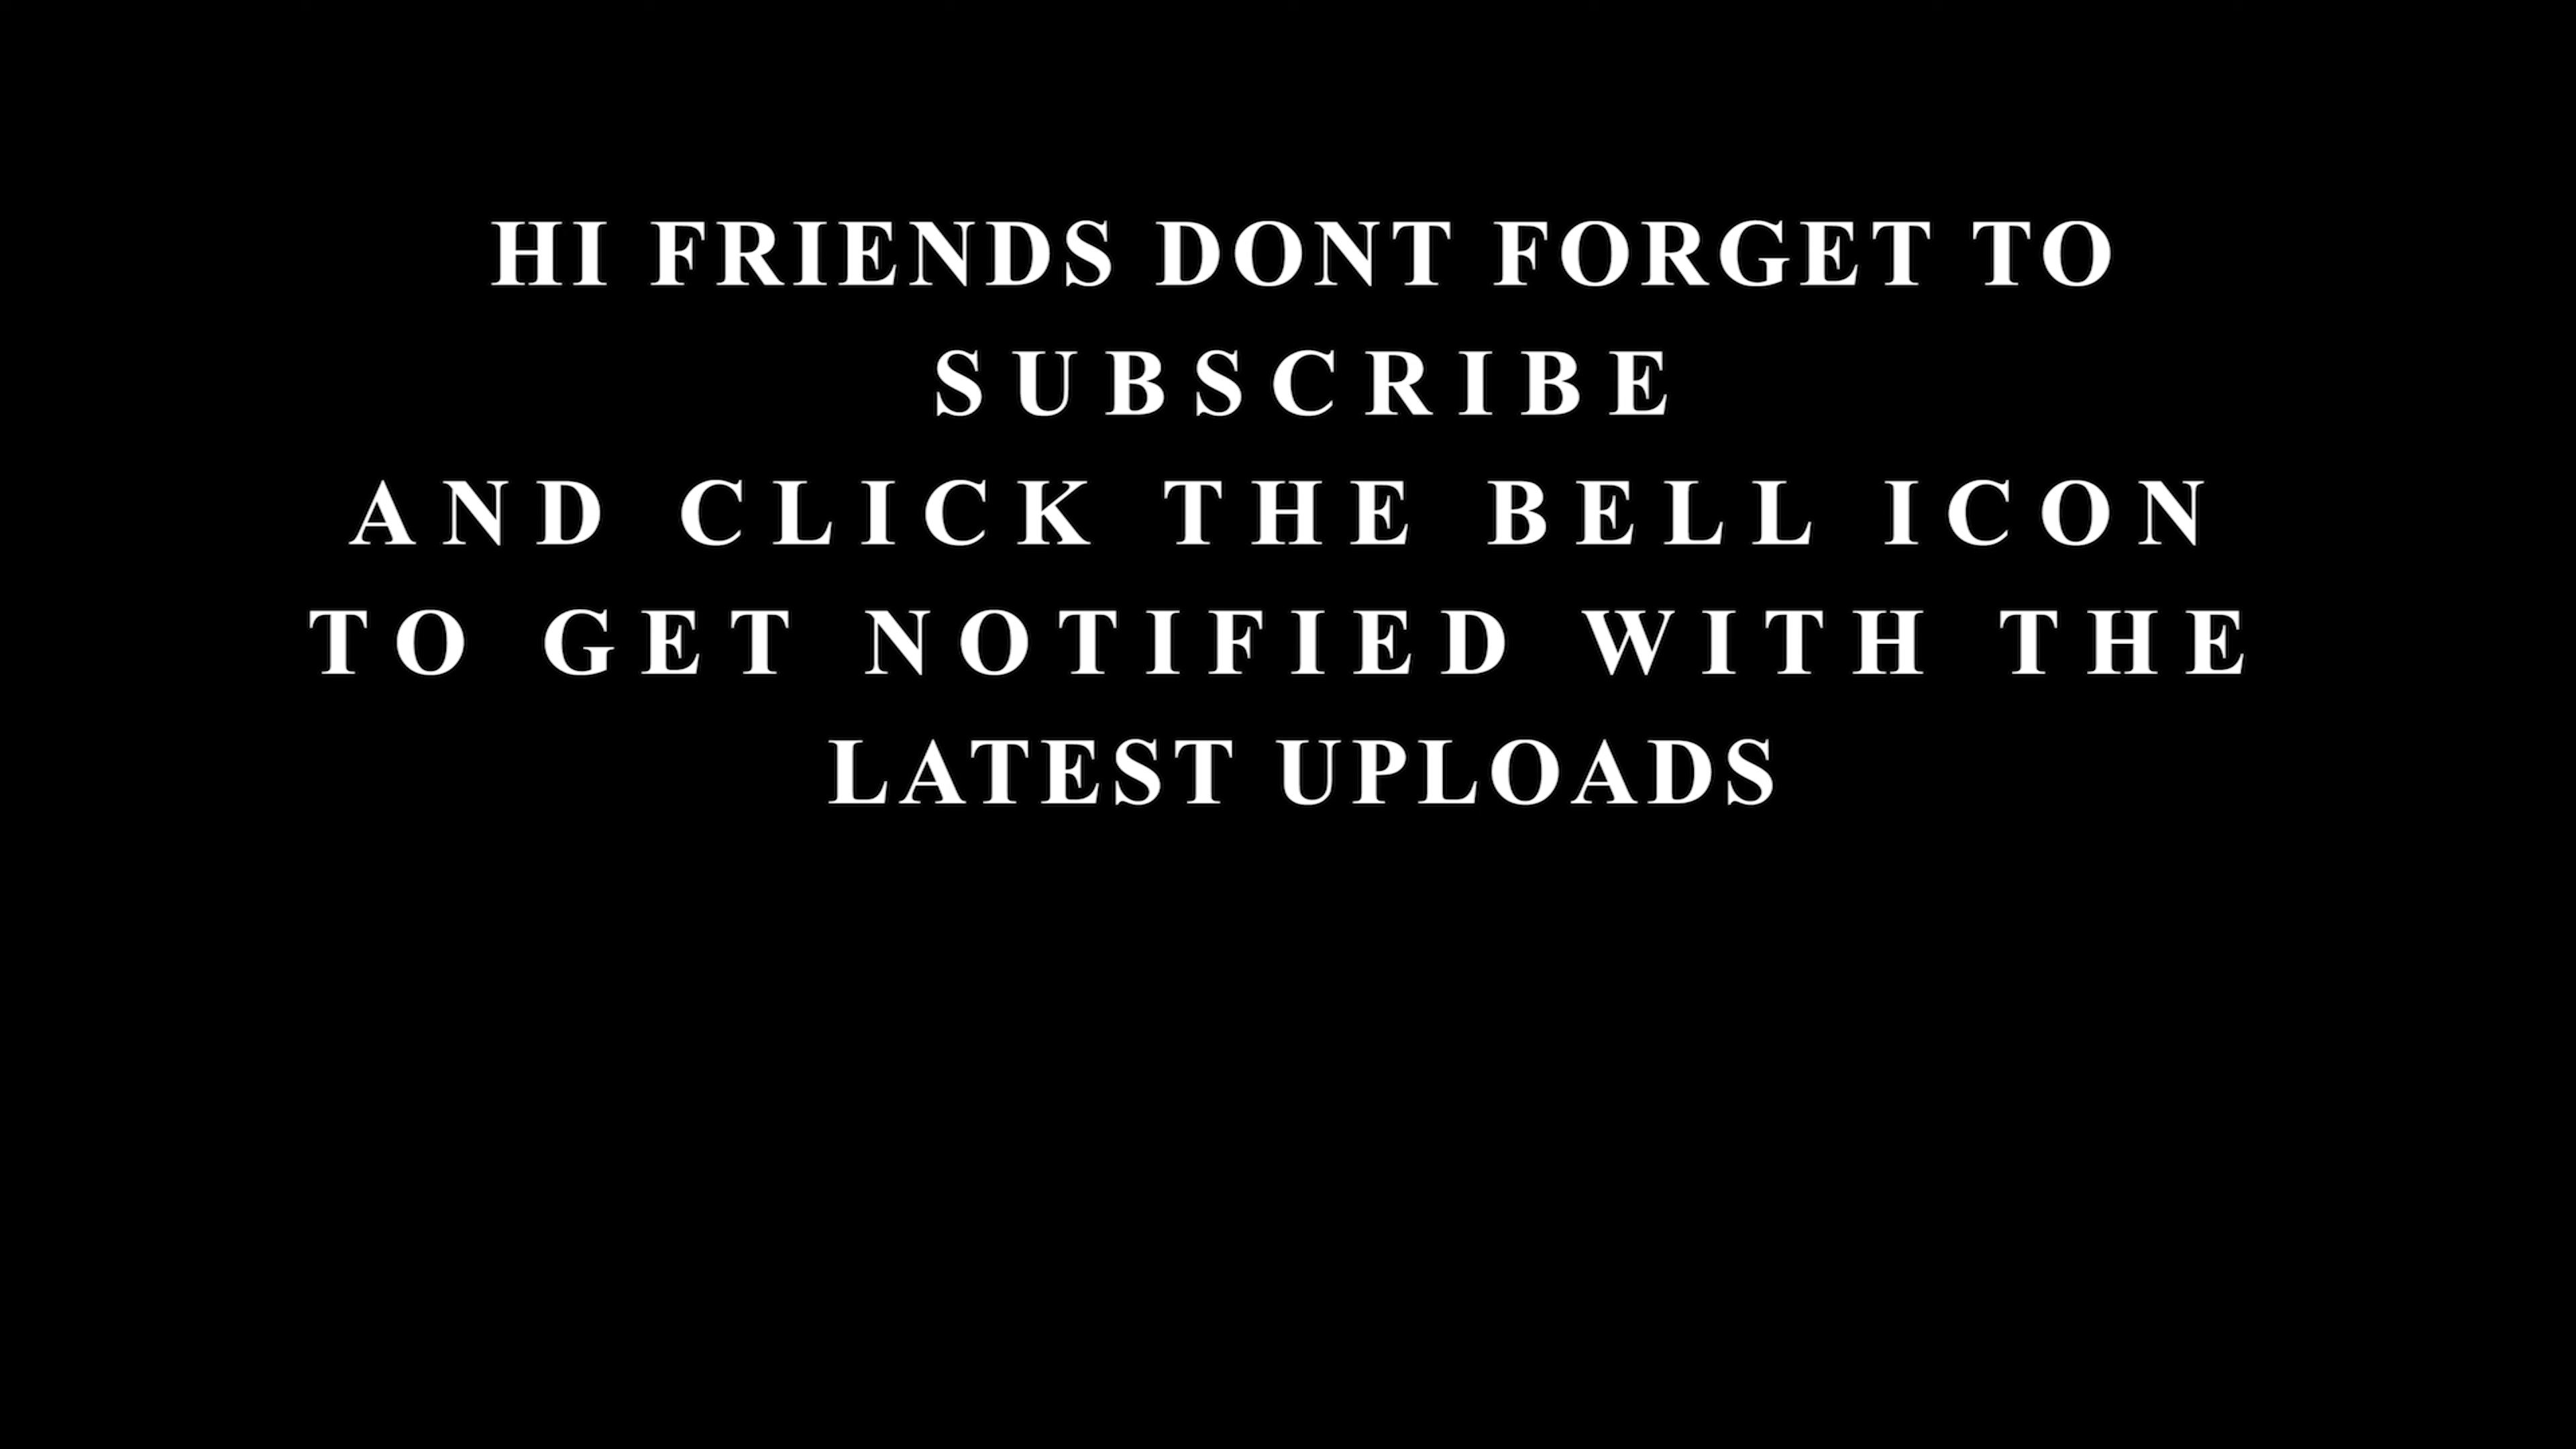 HI FRIENDS DONT FORGET TO
SUBSCRIBE
AND CLICK THE BELL ICON
TO GET NOTIFIED WITH THE
LATEST UPLOADS